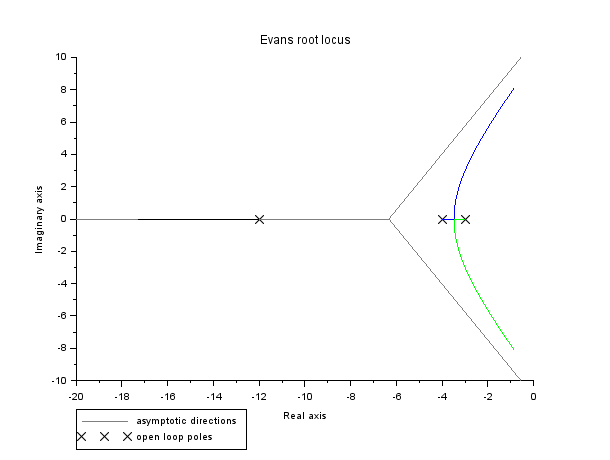 Evans root locus
10
8
6
4
2
0
-2
-4
-6
-8
-10
Imaginary axis
-20 -18 -16 -14 -12 -10 -8 -6 -4 -2 0
Real axis
asymptotic directions
open loop poles